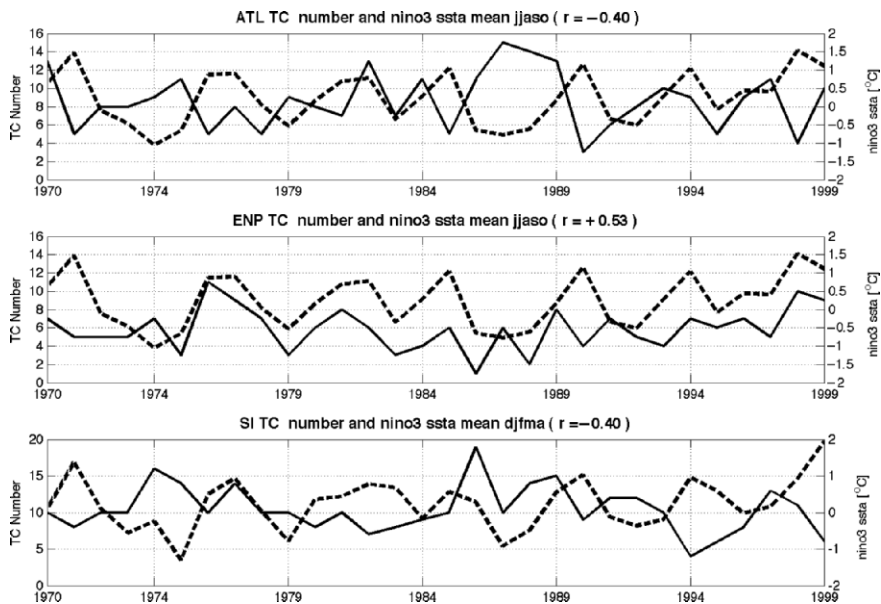 ATL TC number and nino3 ssta mean jjaso ( r = −0.40)
16 2
14 1.5
12 1
10 0.5
8 0
6 −0.5
4 −1
2 −1.5
0 −2
TC Number
nino3 ssta [°C]
1970 1974 1979 1984 1989 1994 1999
ENP TC number and nino3 ssta mean jjaso ( r = + 0.53)
16 2
14 1.5
12 1
10 0.5
8 0
6 −0.5
4 −1
2 −1.5
0 −2
TC Number
nino3 ssta [°C]
1970 1974 1979 1984 1989 1994 1999
SI TC number and nino3 ssta mean djfma ( r =−0.40 )
20 2
15 1
10 0
5 −1
0 −2
TC Number
nino3 ssta [°C]
1970 1974 1979 1984 1989 1994 1999